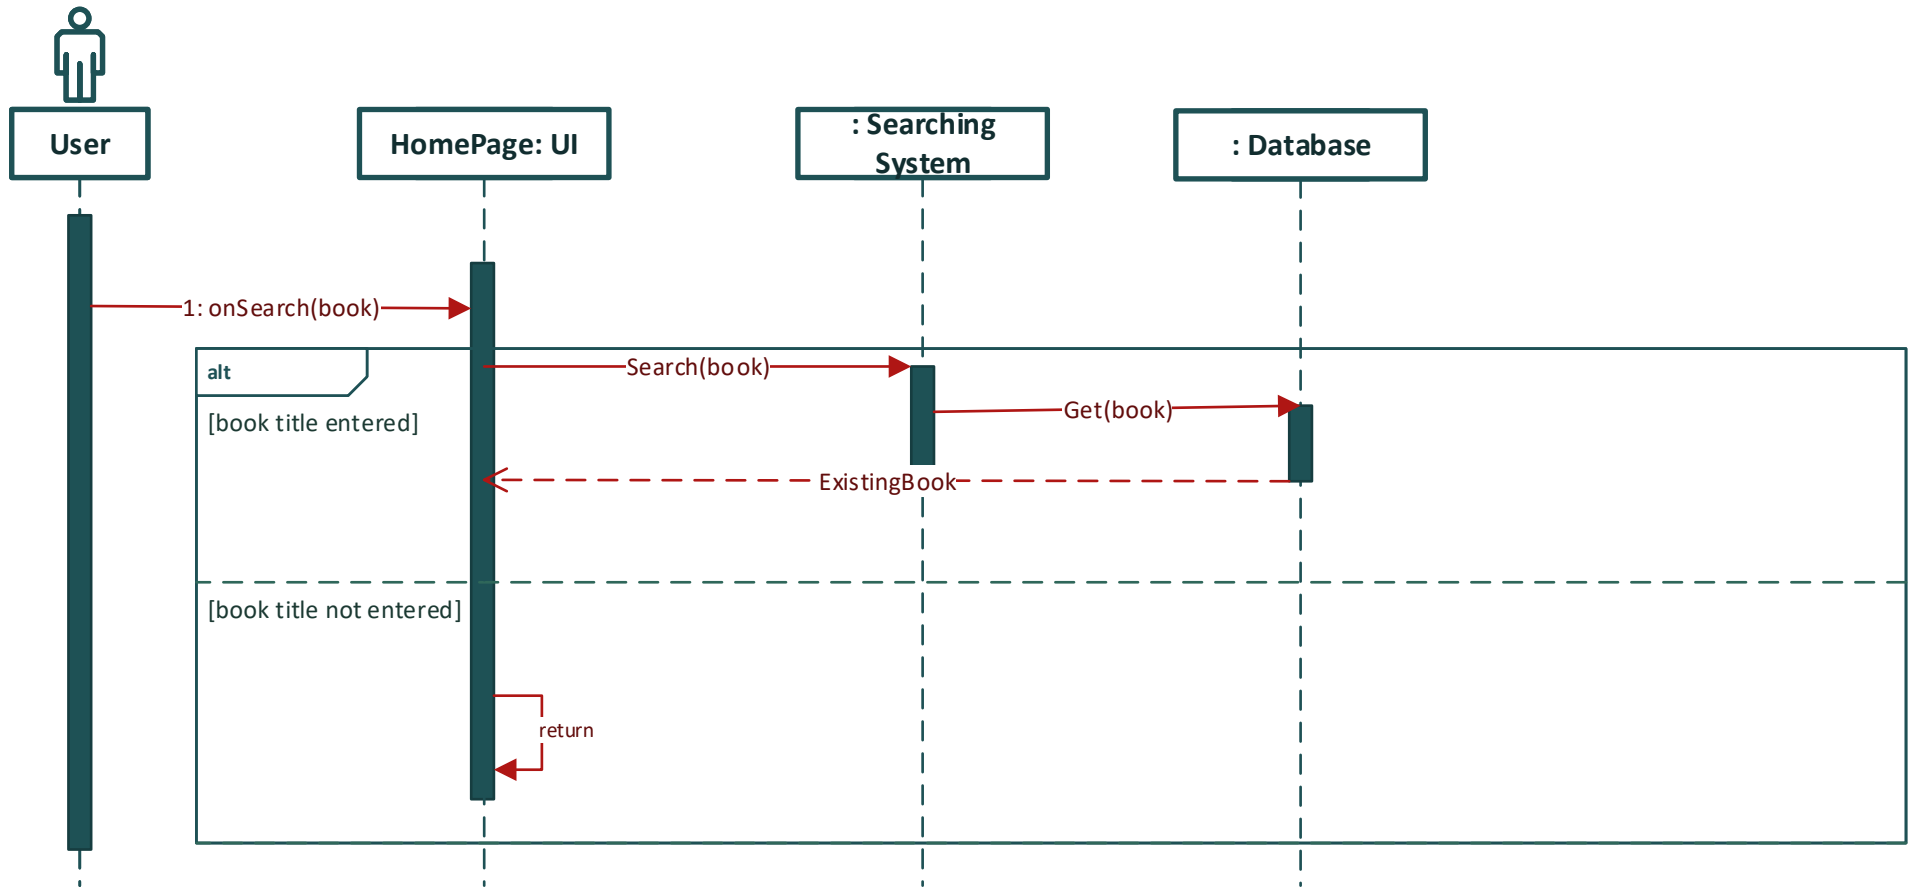 User
HomePage: UI
: Searching
System
: Database
1: onSearch(book)
alt
Search(book)
Get(book)
[book title entered]
ExistingBook
[book title not entered]
return